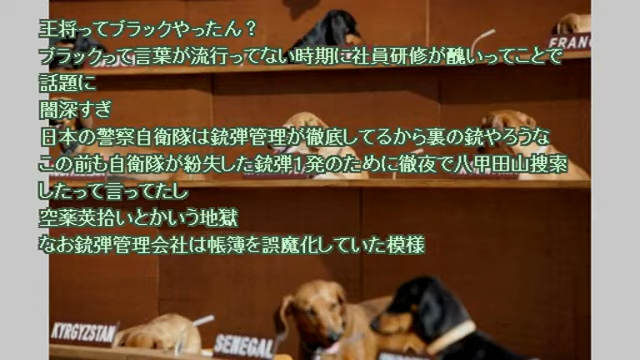 王将ってブラックやったん？
ブラックって言葉が流行ってない時期に社員研修が醜いってことで
話題に
闇深すぎ
日本の警察自衛隊は銃弾管理が徹底してるから裏の銃やろうな
この前も自衛隊が紛失した銃弾1発のために徹夜で八甲田山捜索
したって言ってたし
空薬莢拾いとかいう地獄
なお銃弾管理会社は帳簿を誤魔化していた模様
FRANC
KYRGYZSTAN
SENEGAL